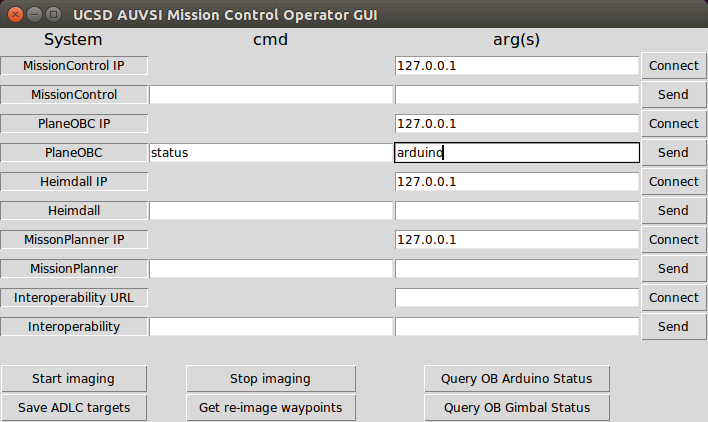 UCSD AUVSI Mission Control Operator GUI
System cmd arg(s)
MissionControl IP 127.0.0.1 Connect
MissionControl Send
PlaneOBC IP 127.0.0.1 Connect
PlaneOBC status arduino Send
Heimdall IP 127.0.0.1 Connect
Heimdall Send
MissonPlanner IP 127.0.0.1 Connect
MissionPlanner Send
Interoperability URL Connect
Interoperability Send
Start imaging Stop imaging Query OB Arduino Status
Save ADLC targets Get re-image waypoints Query OB Gimbal Status